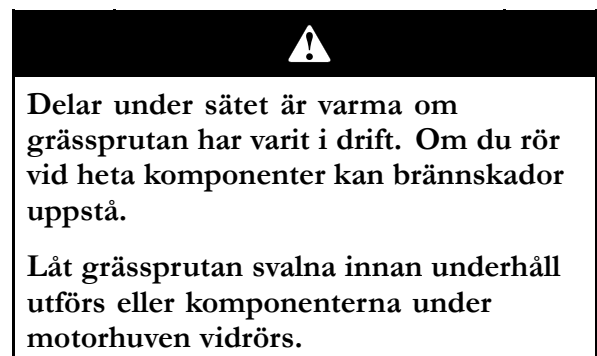 Delar under sätet är varma om
grässprutan har varit i drift. Om du rör
vid heta komponenter kan brännskador
uppstå.
Låt grässprutan svalna innan underhåll
utförs eller komponenterna under
motorhuven vidrörs.